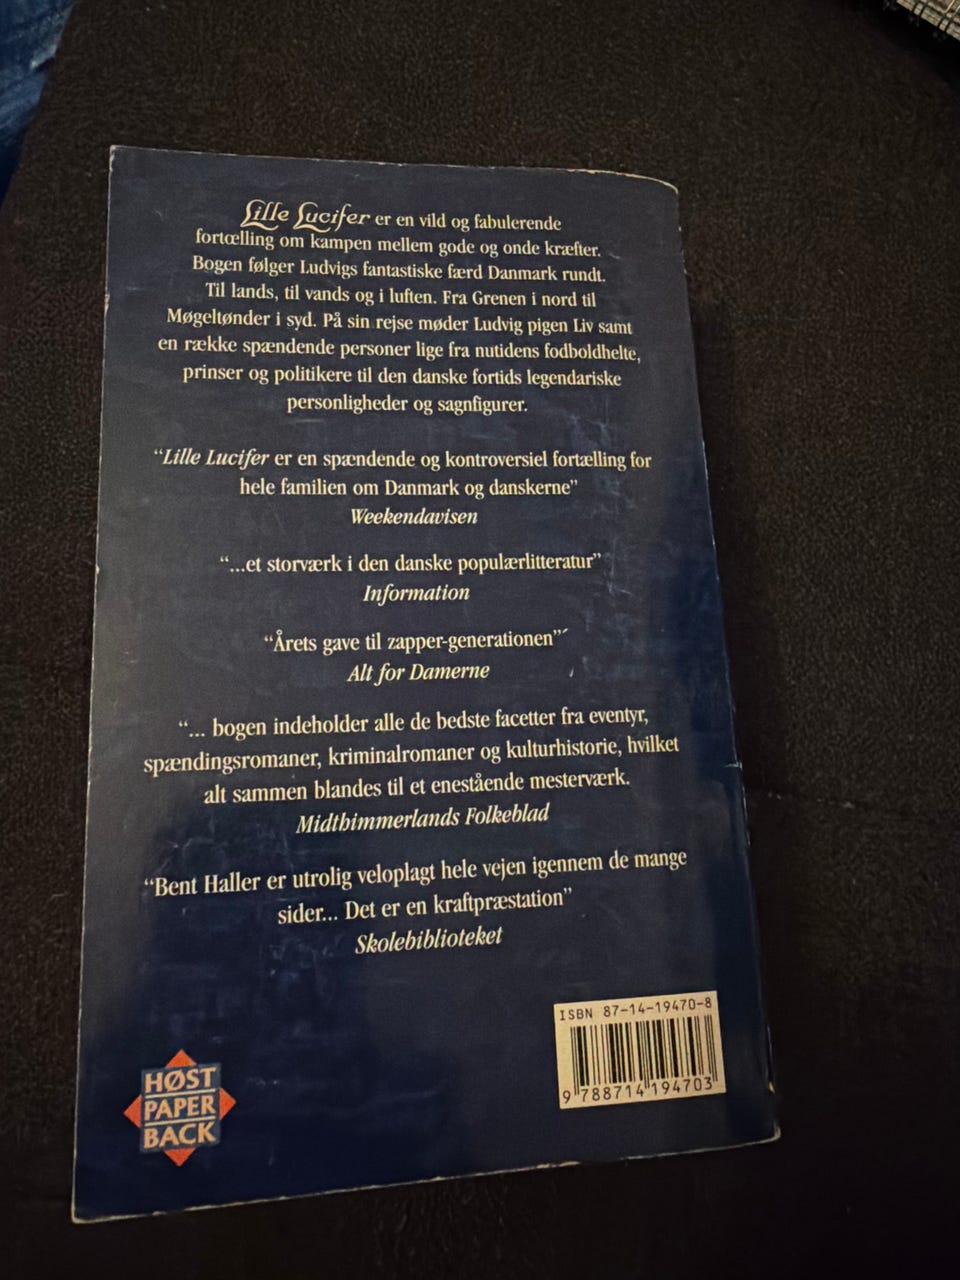 Lille Lucifer er en vild og fabulerende
fortælling om kampen mellem gode og onde kræfter.
Bogen følger Ludvigs fantastiske færd Danmark rundt.
Til lands, til vands og i luften. Fra Grenen i nord til
Møgeltønder i syd. På sin rejse møder Ludvig pigen Liv samt
en række spændende personer lige fra nutidens fodboldhelte,
prinser og politikere til den danske fortids legendariske
personligheder og sagnfigurer.
“Lille Lucifer er en spændende og kontroversiel fortælling for
hele familien om Danmark og danskerne”
Weekendavisen
“...et storværk i den danske populærlitteratur”
Information
“Årets gave til zapper-generationen”´
Alt for Damerne
“... bogen indeholder alle de bedste facetter fra eventyr,
spændingsromaner, kriminalromaner og kulturhistorie, hvilket
alt sammen blandes til et enestående mesterværk.
Midthimmerlands Folkeblad
“Bent Haller er utrolig veloplagt hele vejen igennem de mange
sider... Det er en kraftpræstation”
Skolebiblioteket
ISBN 87-14-19470-8
9 788714 194703
HØST
PAPER
BACK